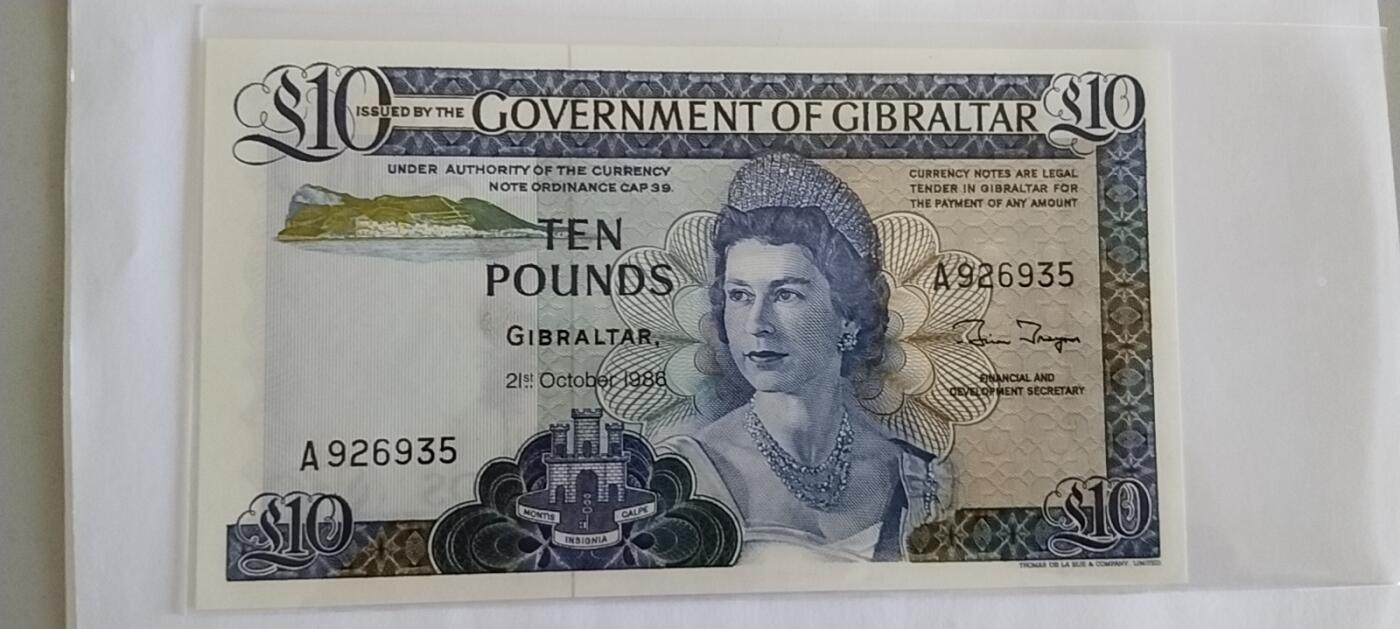 £10 ISSUED BY THE GOVERNMENT OF GIBRALTAR £10
UNDER AUTHORITY OF THE CURRENCY
NOTE ORDINANCE CAP 39.
CURRENCY NOTES ARE LEGAL
TENDER IN GIBRALTAR FOR
THE PAYMENT OF ANY AMOUNT
TEN
POUNDS
GIBRALTAR,
21st October 1986
A926935
FINANCIAL AND
DEVELOPMENT SECRETARY
A926935
MONTIS CALPE
INSIGNIA
£10
£10
THOMAS DE LA RUE & COMPANY, LIMITED